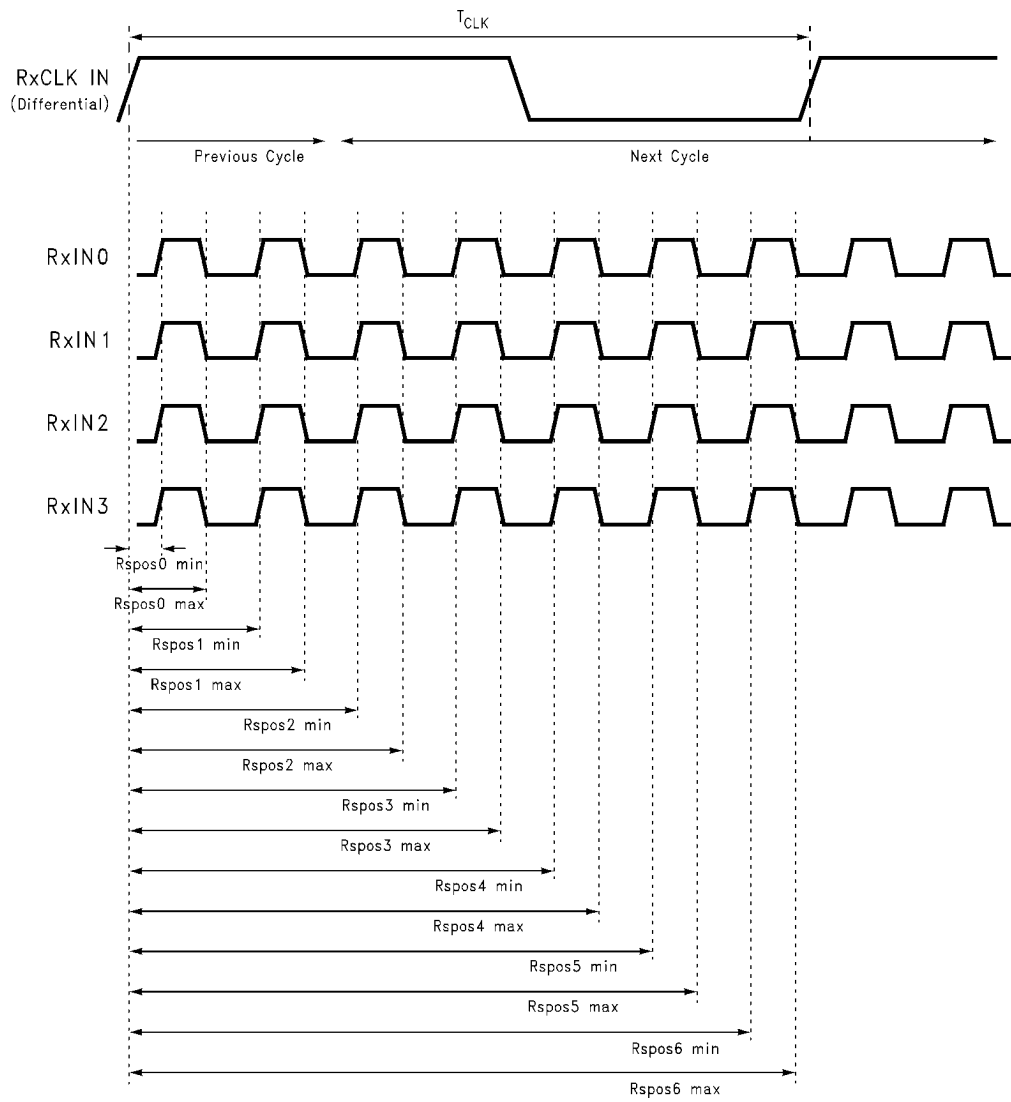 TCLK
RxCLK IN
(Differential)
Previous Cycle
Next Cycle
RxIN0
RxIN1
RxIN2
RxIN3
Rspos0 min
Rspos0 max
Rspos1 min
Rspos1 max
Rspos2 min
Rspos2 max
Rspos3 min
Rspos3 max
Rspos4 min
Rspos4 max
Rspos5 min
Rspos5 max
Rspos6 min
Rspos6 max